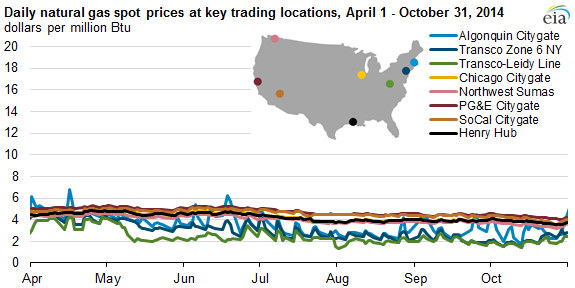 Daily natural gas spot prices at key trading locations, April 1 - October 31, 2014
dollars per million Btu
eia
Algonquin Citygate
Transco Zone 6 NY
Transco-Leidy Line
Chicago Citygate
Northwest Sumas
PG&E Citygate
SoCal Citygate
Henry Hub
20
18
16
14
12
10
8
6
4
2
0
Apr May Jun Jul Aug Sep Oct